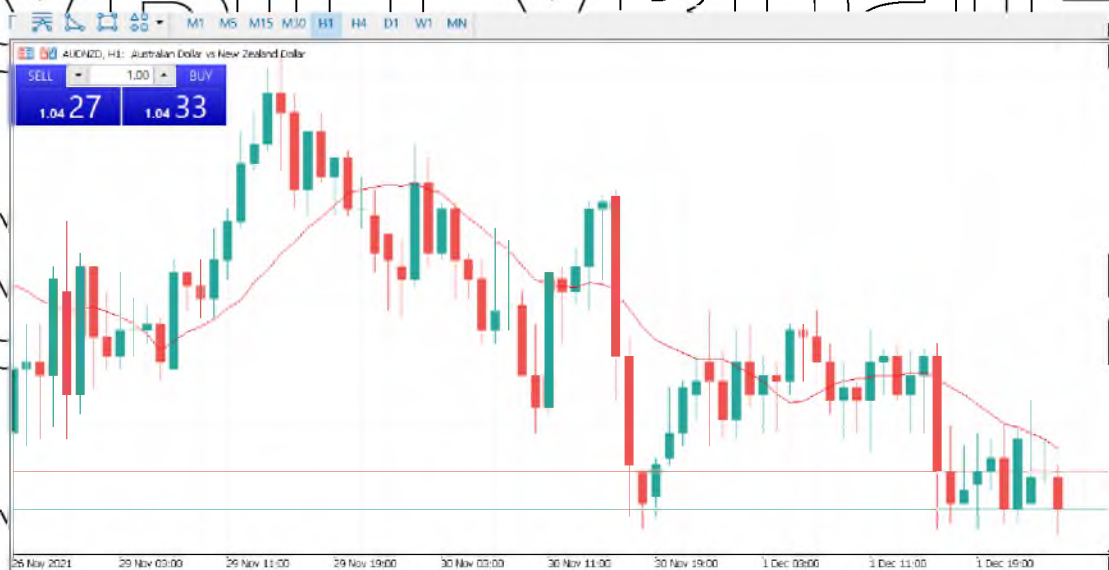 M1 M5 M15 M30 H1 H4 D1 W1 MN
AUDNZD, H1: Australian Dollar vs New Zealand Dollar
SELL 1.00 BUY
1.04 27 1.04 33
26 Nov 2021 29 Nov 03:00 29 Nov 11:00 29 Nov 19:00 30 Nov 03:00 30 Nov 11:00 30 Nov 19:00 1 Dec 03:00 1 Dec 11:00 1 Dec 19:00